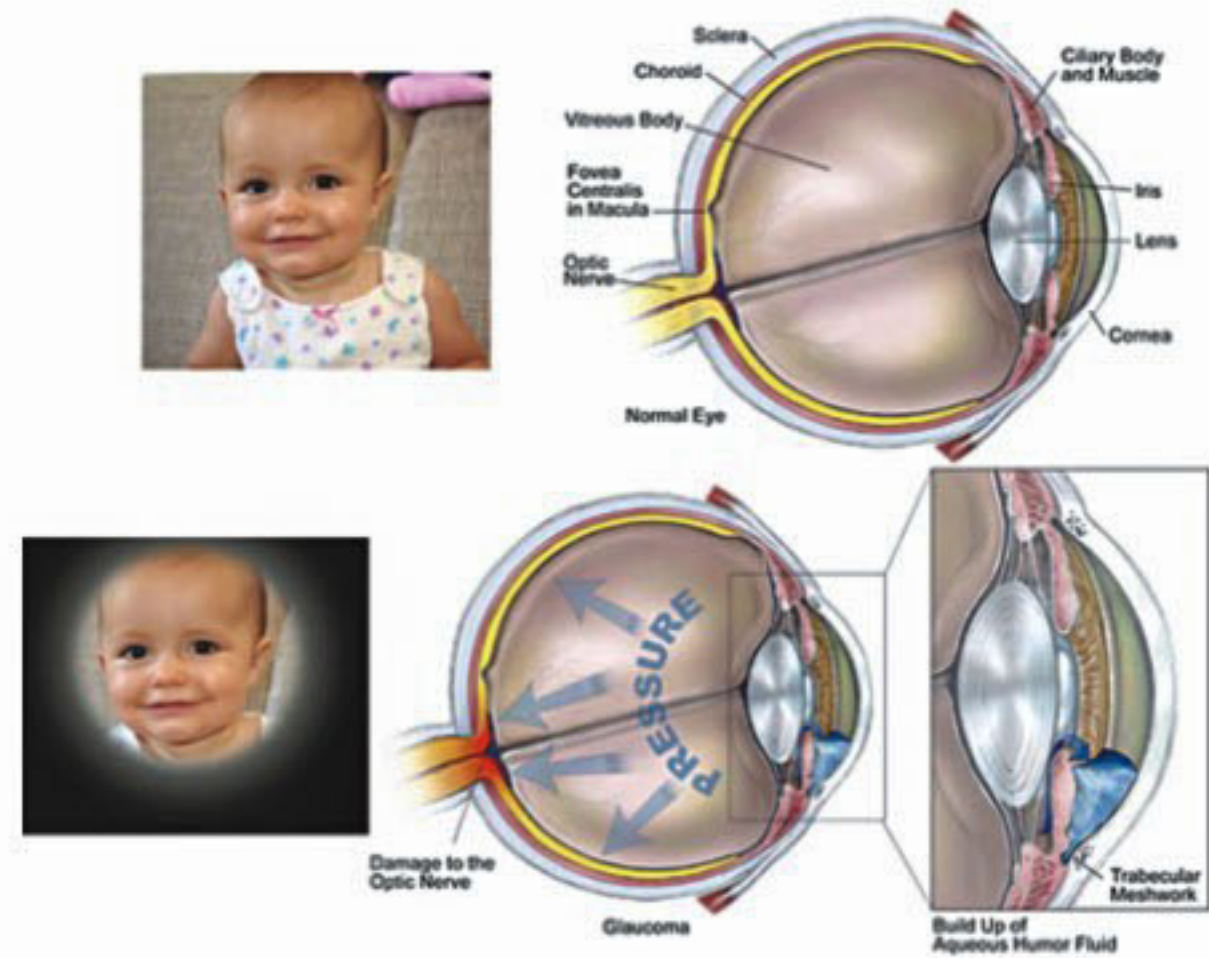 Sclera
Choroid
Vitreous Body
Fovea
Centralis
in Macula
Optic
Nerve
Ciliary Body
and Muscle
Iris
Lens
Cornea
Normal Eye
PRESSURE
Damage to the
Optic Nerve
Glaucoma
Trabecular
Meshwork
Build Up of
Aqueous Humor Fluid